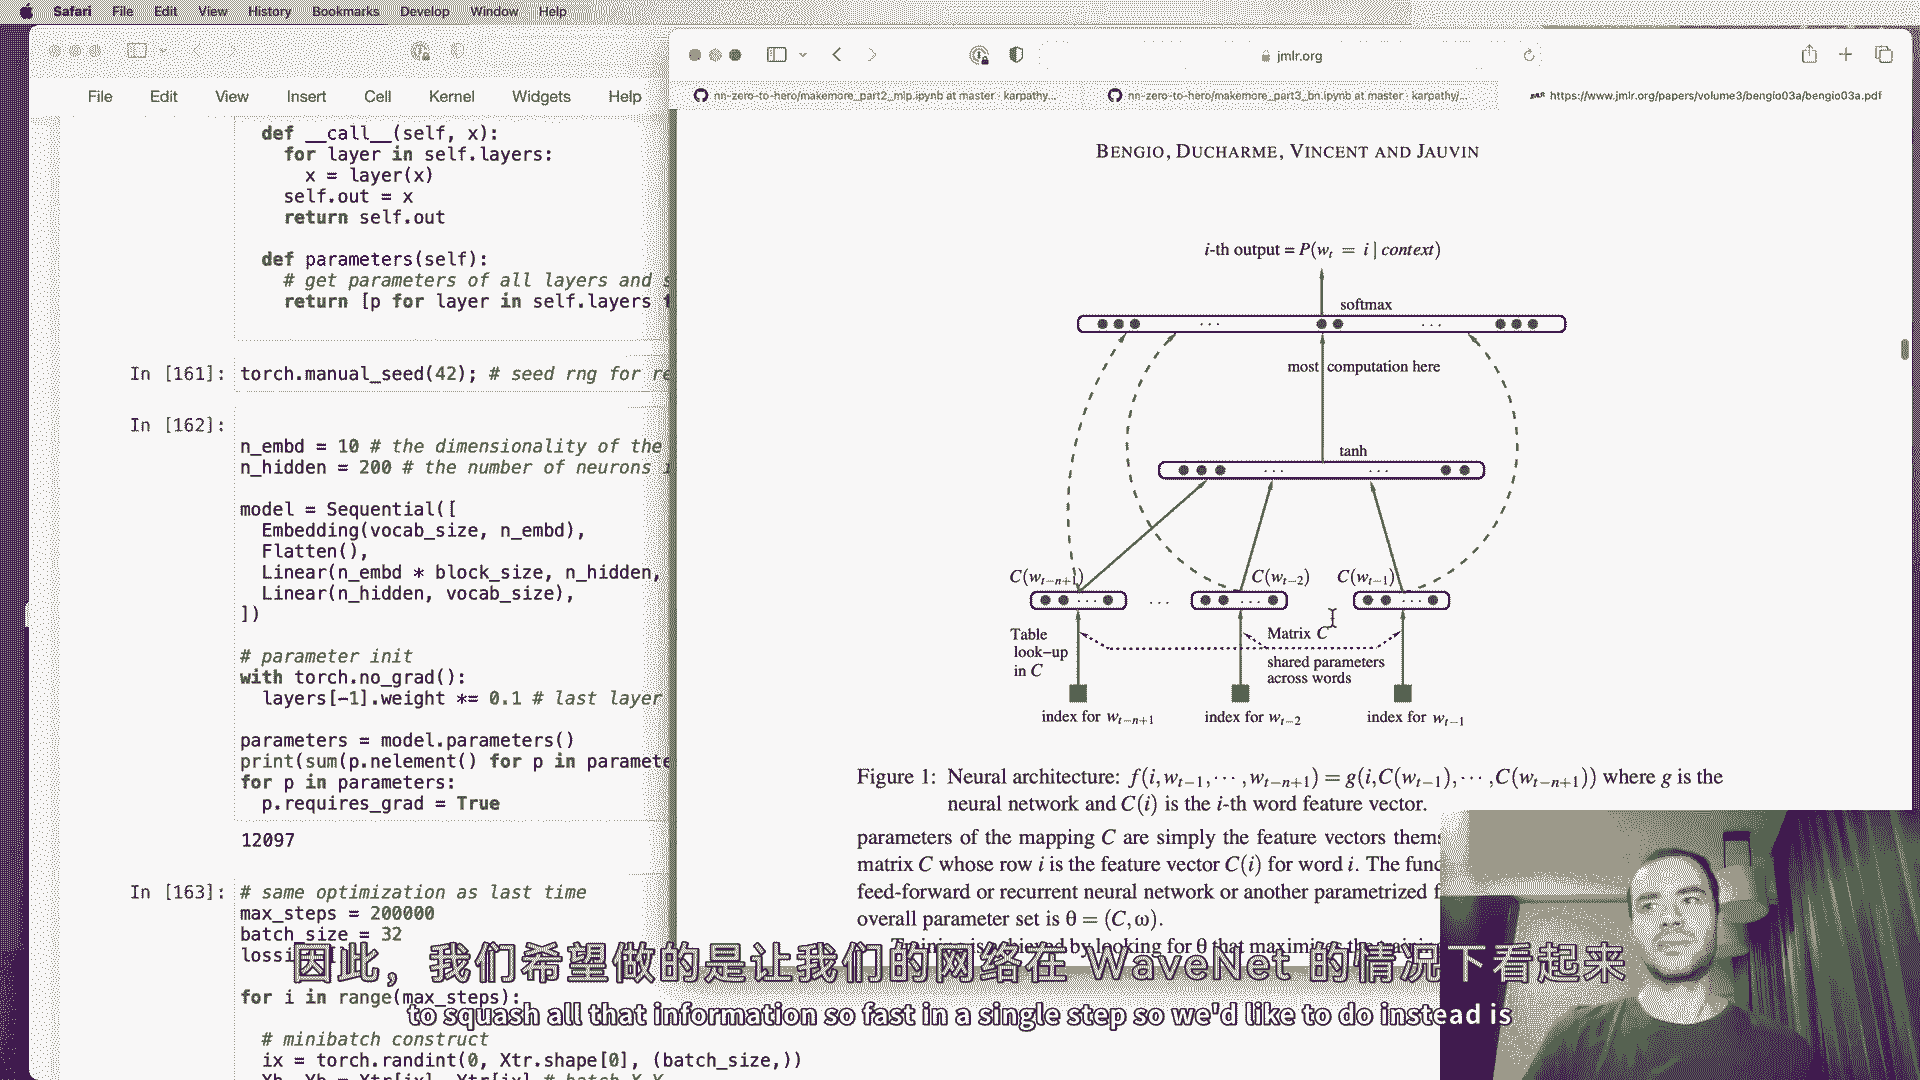 Safari File Edit View History Bookmarks Develop Window Help
File Edit View Insert Cell Kernel Widgets Help
def __call__(self, x):
for layer in self.layers:
x = layer(x)
self.out = x
return self.out
def parameters(self):
# get parameters of all layers and
return [p for layer in self.layers
In [161]: torch.manual_seed(42); # seed rng for
In [162]:
n_embd = 10 # the dimensionality of the
n_hidden = 200 # the number of neurons
model = Sequential([
Embedding(vocab_size, n_embd),
Flatten(),
Linear(n_embd * block_size, n_hidden,
Linear(n_hidden, vocab_size),
])
# parameter init
with torch.no_grad():
layers[-1].weight *= 0.1 # last layer
parameters = model.parameters()
print(sum(p.nelement() for p in paramete
for p in parameters:
p.requires_grad = True
12097
In [163]: # same optimization as last time
max_steps = 200000
batch_size = 32
lossi
for i in range(max_steps):
# minibatch construct
ix = torch.randint(0, Xtr.shape[0], (batch_size,))
jmlr.org
nn-zero-to-hero/makemore_part2_mlp.ipynb at master · karpathy/...
nn-zero-to-hero/makemore_part3_bn.ipynb at master · karpathy/...
https://www.jmlr.org/papers/volume3/bengio03a/bengio03a.pdf
BENGIO, DUCHARME, VINCENT AND JAUVIN
i-th output = P(w_t = i | context)
softmax
... ...
most computation here
tanh
... ...
C(w_{t−n+1}) C(w_{t−2}) C(w_{t−1})
... ... ... ...
Table look−up in C
Matrix C
shared parameters
across words
index for w_{t−n+1} index for w_{t−2} index for w_{t−1}
Figure 1: Neural architecture: f(i,w_{t−1},···,w_{t−n+1}) = g(i,C(w_{t−1}),···,C(w_{t−n+1})) where g is the
neural network and C(i) is the i-th word feature vector.
parameters of the mapping C are simply the feature vectors thems
matrix C whose row i is the feature vector C(i) for word i. The func
feed-forward or recurrent neural network or another parametrized f
overall parameter set is θ = (C,ω).
Training is achieved by looking for θ that maximizes the training
因此，我们希望做的是让我们的网络在 WaveNet 的情况下看起来
to squash all that information so fast in a single step so we'd like to do instead is